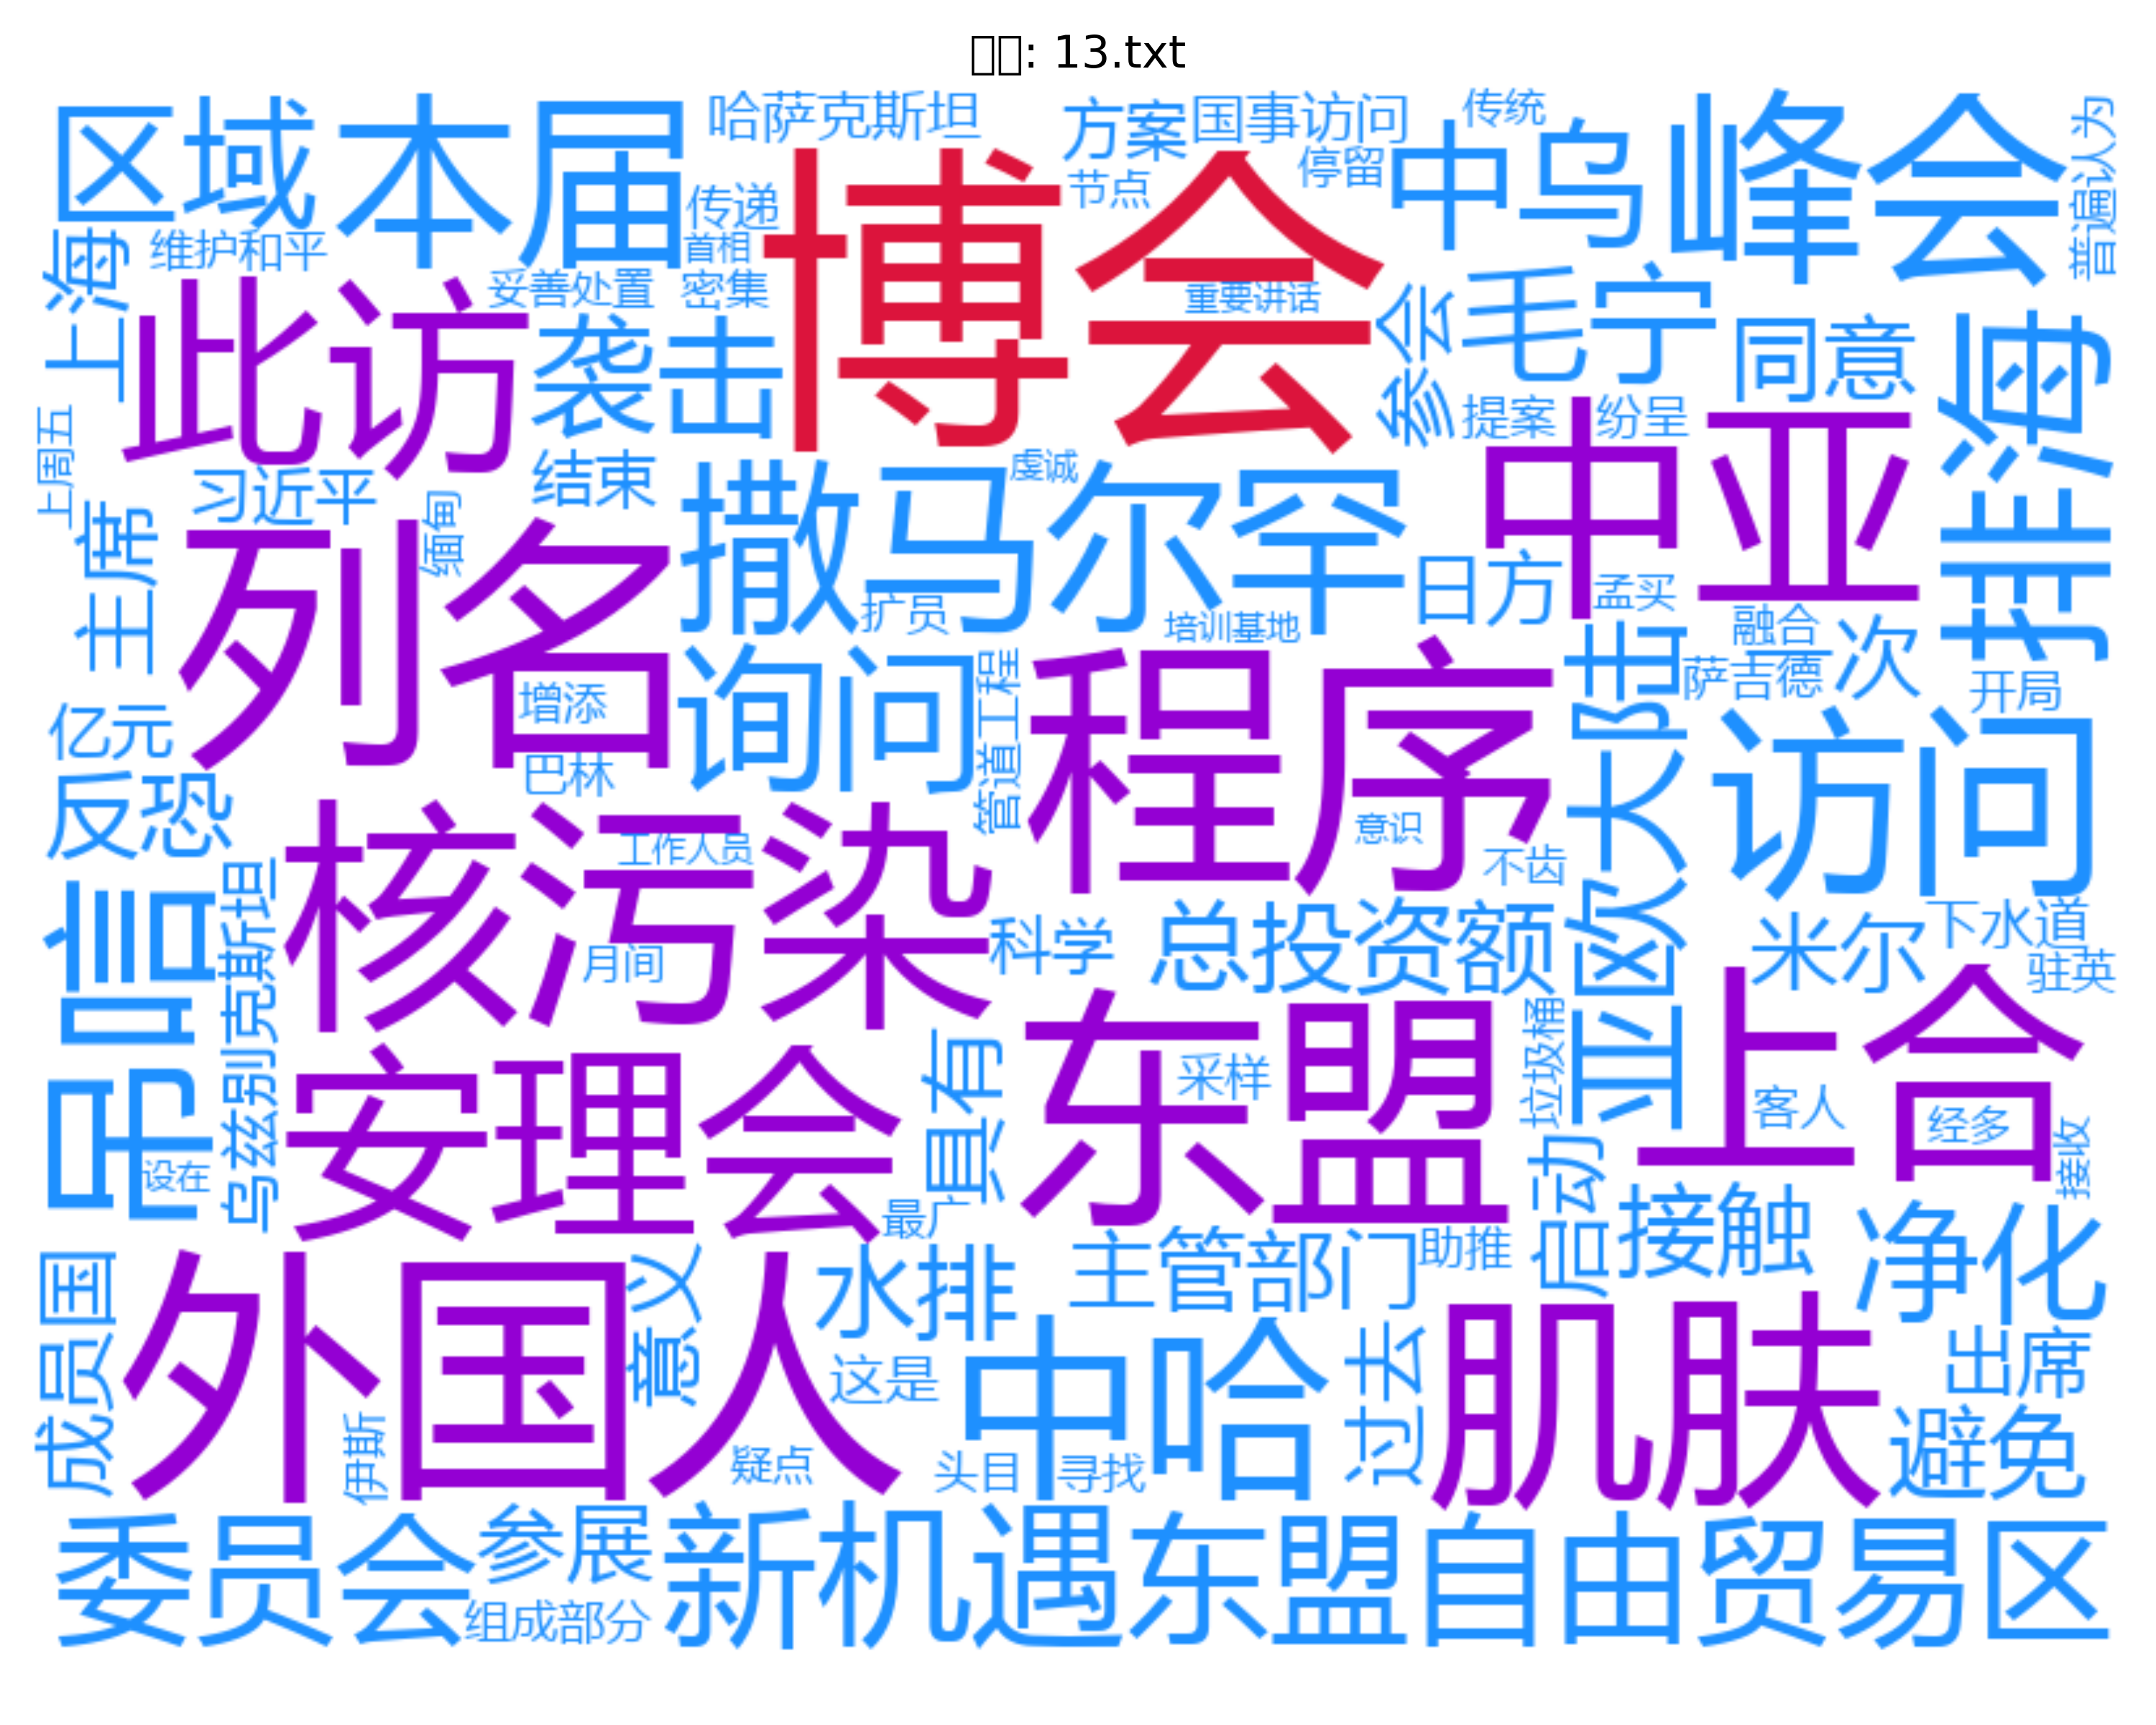 □□: 13.txt
区域
本届
哈萨克斯坦
方案
国事访问
传统
峰会
普遍认为
中乌
停留
节点
传递
首相
博会
重要讲话
维护和平
上海
妥善处置
密集
此访
袭击
参会
毛宁
同意
排海
提案
纷呈
中亚
上周五
习近平
缅甸
结束
虔诚
撒马尔罕
主席
列名
日方
孟买
扩员
培训基地
融合
萨吉德
次
开局
询问
管道工程
程序
亚欧大陆
访问
增添
巴林
亿元
反恐
核污染
工作人员
意识
不齿
月间
科学
总投资额
米尔
下水道
驻英
中信
乌兹别克斯坦
设在
安理会
具有
东盟
采样
垃圾桶
上合
客人
经多
接收
最广
启动
接触
净化
主管部门
助推
水排
意义
成员国
外国人
伊斯
这是
疑点
中哈
头目
寻找
过去
肌肤
出席
避免
委员会
参展
组成部分
新机遇
东盟自由贸易区